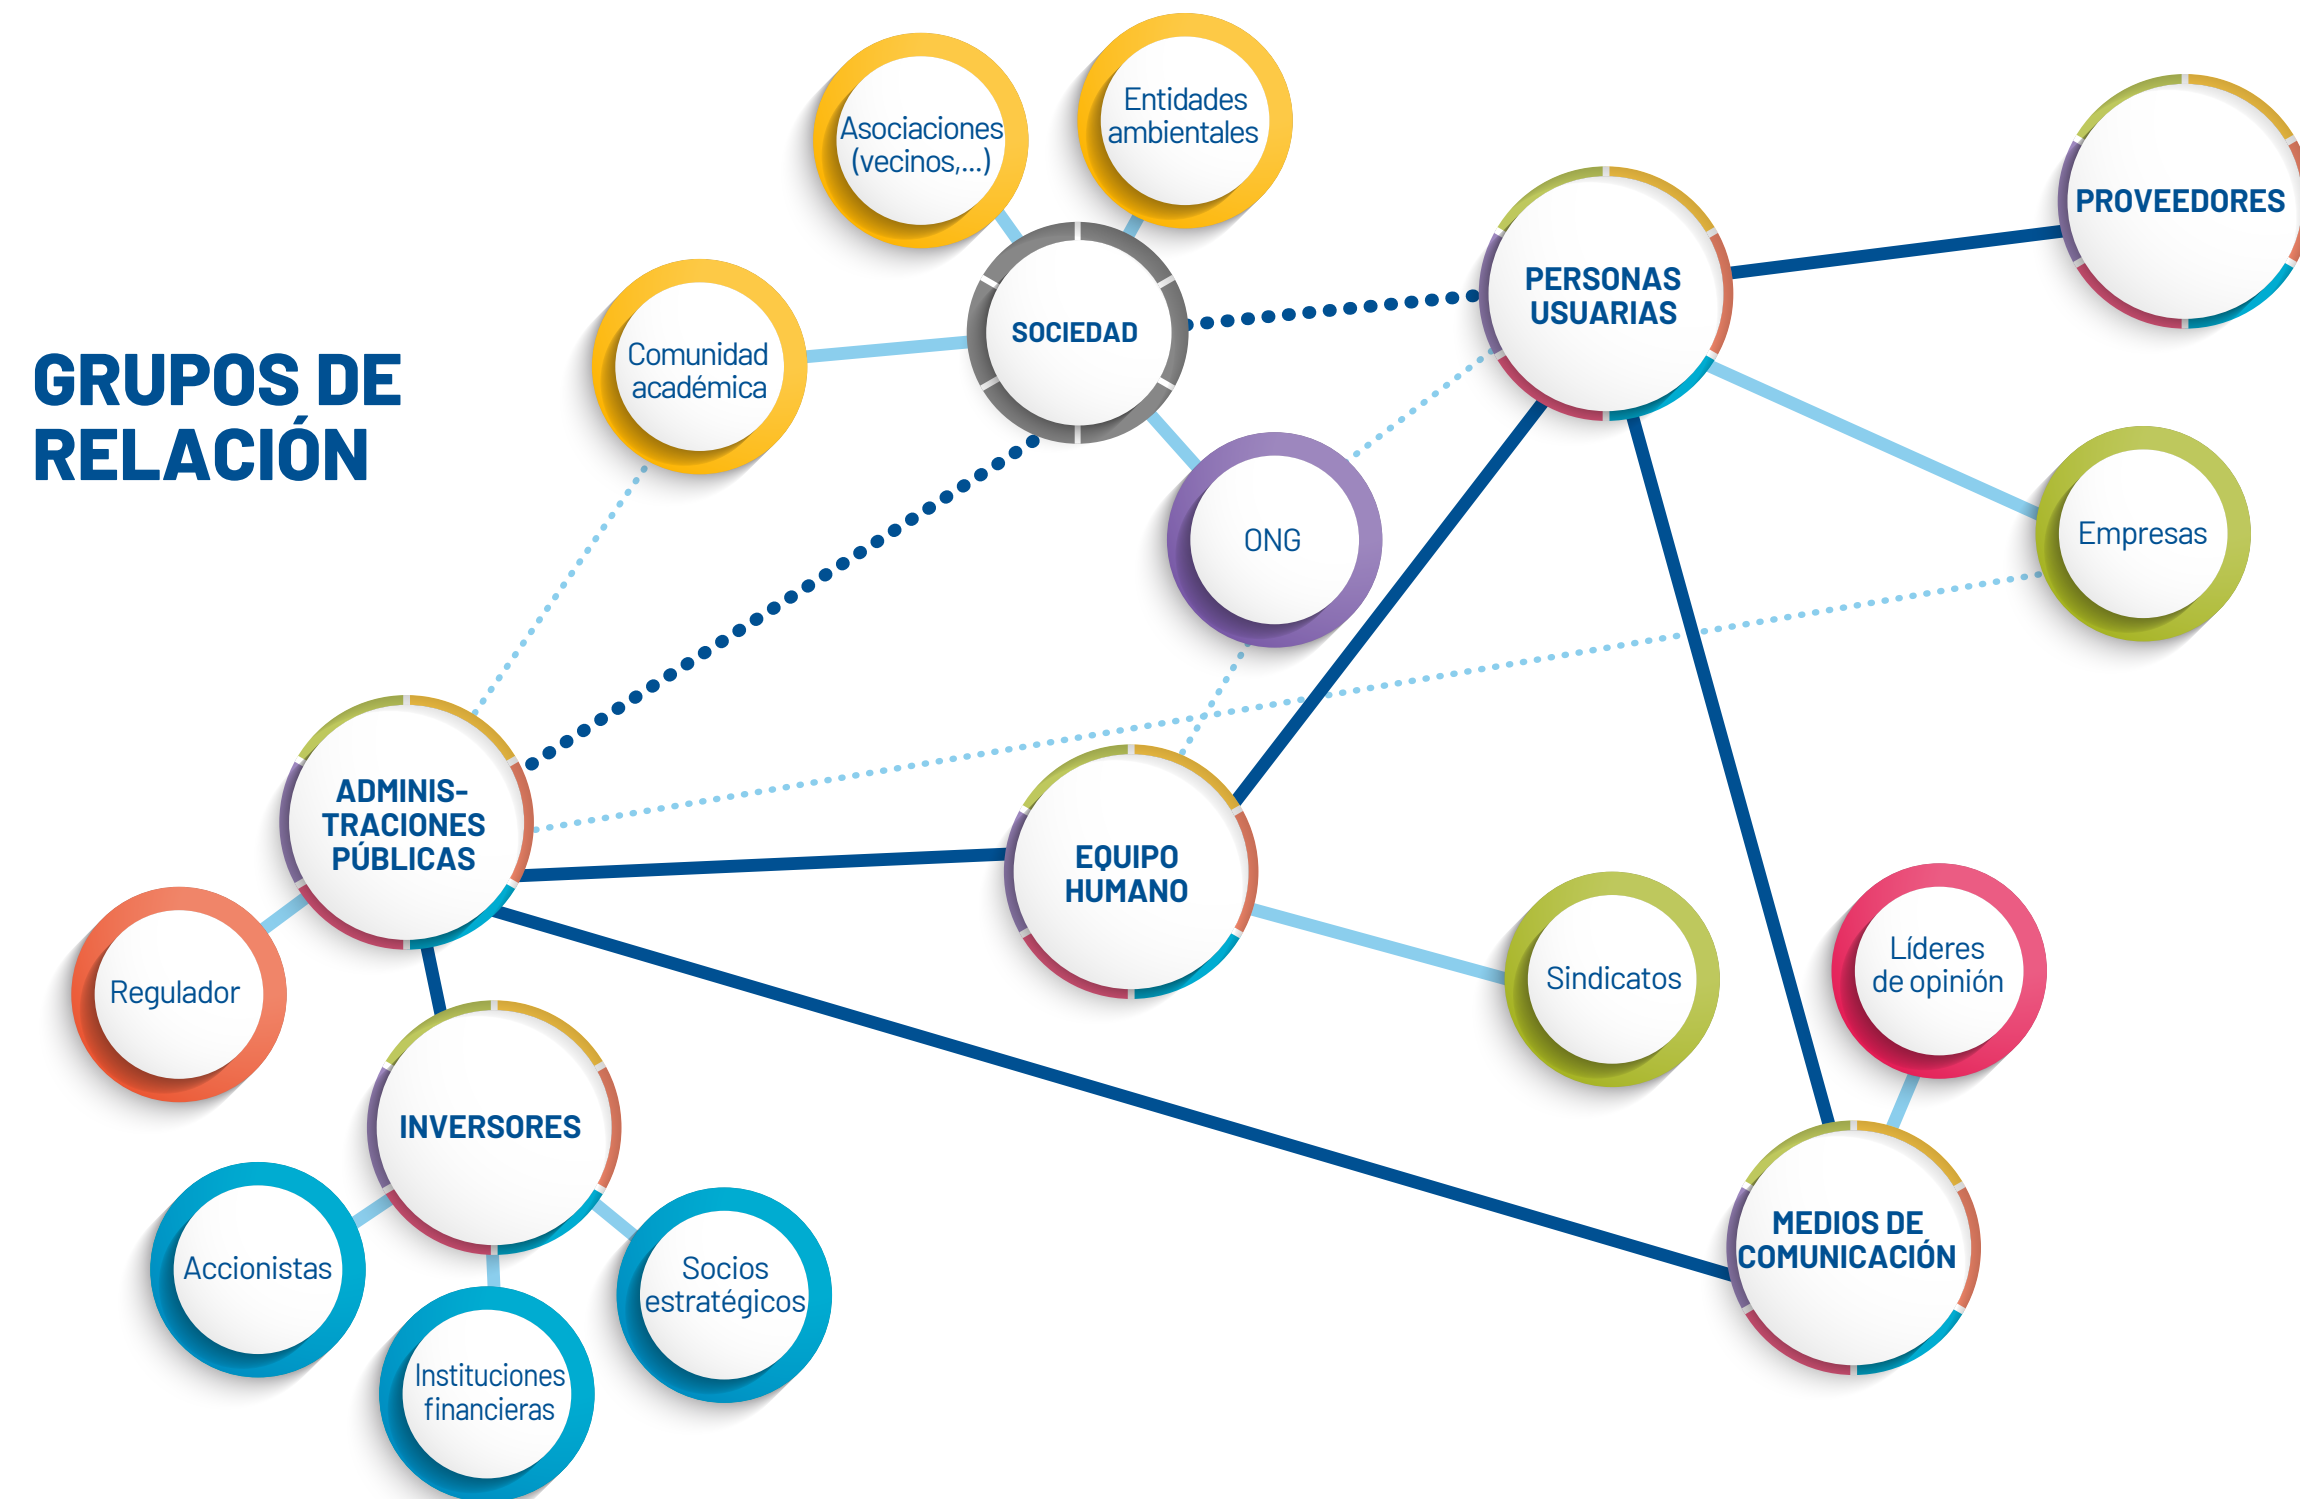 GRUPOS DE
RELACIÓN
Asociaciones
(vecinos,...)
Entidades
ambientales
PROVEEDORES
PERSONAS
USUARIAS
SOCIEDAD
Comunidad
académica
ONG
Empresas
ADMINIS-
TRACIONES
PÚBLICAS
EQUIPO
HUMANO
Regulador
Sindicatos
Líderes
de opinión
INVERSORES
MEDIOS DE
COMUNICACIÓN
Accionistas
Socios
estratégicos
Instituciones
financieras